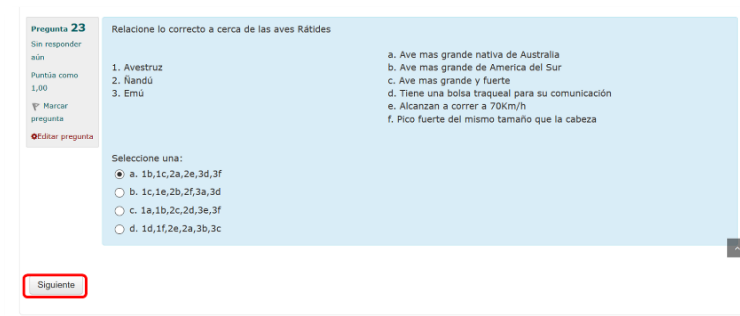 Pregunta 23
Sin responder
aún
Puntúa como
1,00
Marcar
pregunta
Editar pregunta
Relacione lo correcto a cerca de las aves Rátides
1. Avestruz
2. Ñandú
3. Emú
a. Ave mas grande nativa de Australia
b. Ave mas grande de America del Sur
c. Ave mas grande y fuerte
d. Tiene una bolsa traqueal para su comunicación
e. Alcanzan a correr a 70Km/h
f. Pico fuerte del mismo tamaño que la cabeza
Seleccione una:
a. 1b,1c,2a,2e,3d,3f
b. 1c,1e,2b,2f,3a,3d
c. 1a,1b,2c,2d,3e,3f
d. 1d,1f,2e,2a,3b,3c
Siguiente